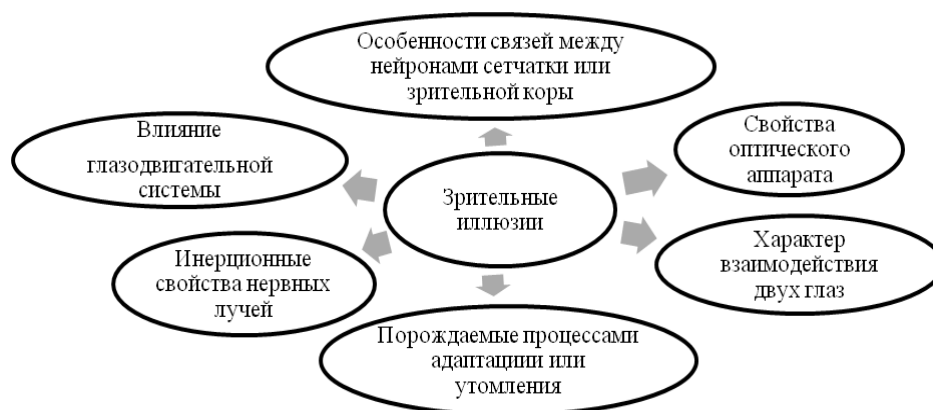 Особенности связей между
нейронами сетчатки или
зрительной коры
Влияние
глазодвигательной
системы
Свойства
оптического
аппарата
Зрительные
иллюзии
Инерционные
свойства нервных
лучей
Характер
взаимодействия
двух глаз
Порождаемые процессами
адаптациии или
утомления